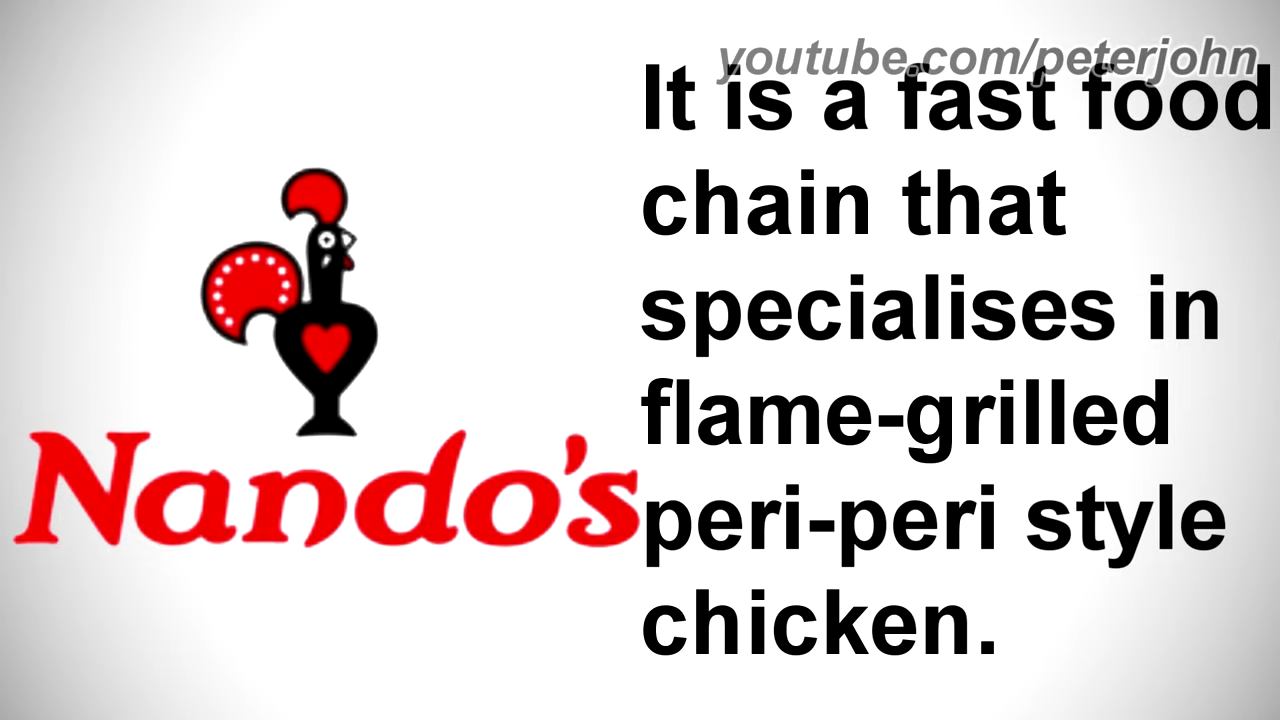 youtube.com/peterjohn
It is a fast food
chain that
specialises in
flame-grilled
peri-peri style
chicken.
Nando's